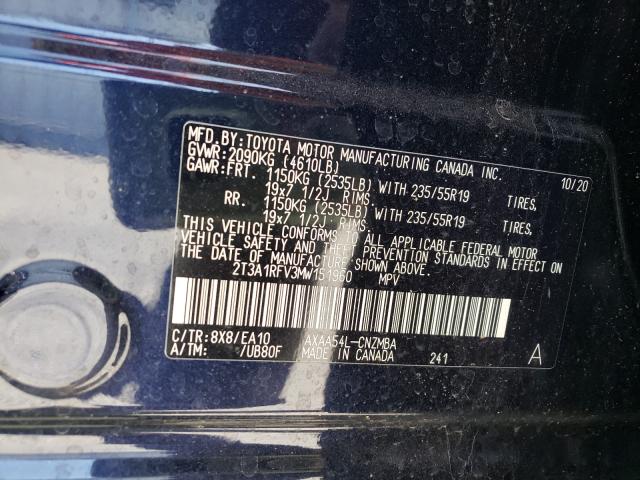 MFD. BY: TOYOTA MOTOR MANUFACTURING CANADA INC. 10/20
GVWR: 2090KG (4610LB)
GAWR: FRT. 1150KG (2535LB) WITH 235/55R19 TIRES,
19x7 1/2J RIMS.
RR. 1150KG (2535LB) WITH 235/55R19 TIRES,
19x7 1/2J RIMS.
THIS VEHICLE CONFORMS TO ALL APPLICABLE FEDERAL MOTOR
VEHICLE SAFETY AND THEFT PREVENTION STANDARDS IN EFFECT ON
THE DATE OF MANUFACTURE SHOWN ABOVE.
2T3A1RFV3MW151960 MPV
C/TR: 8X8/EA10 AXAA54L-CNZMBA
A/TM: /UB80F MADE IN CANADA 241 A